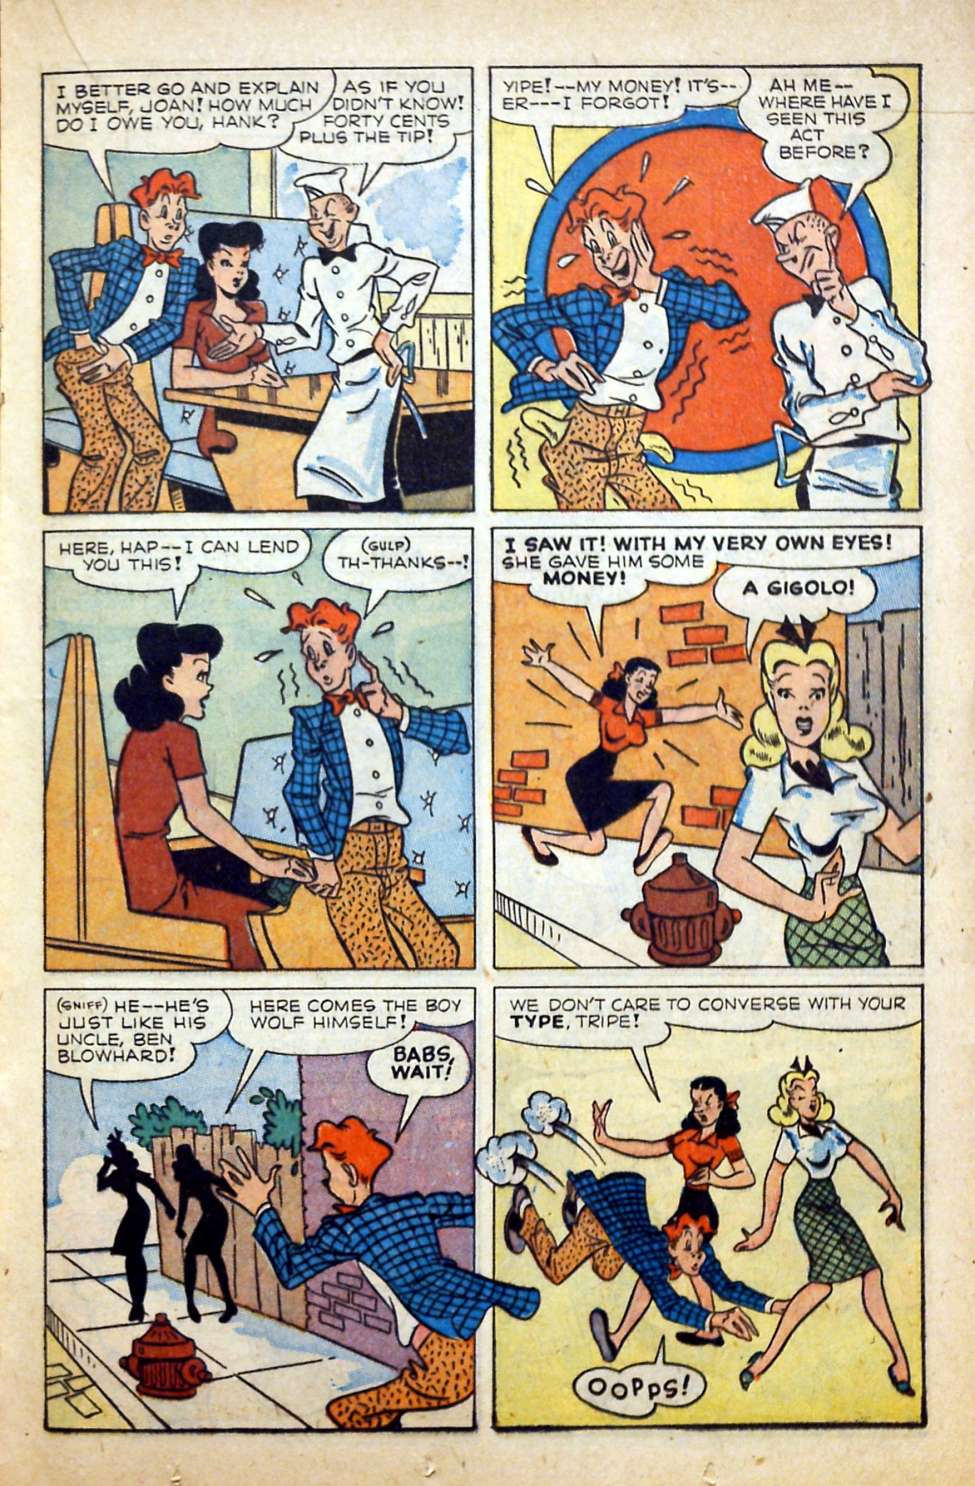 I BETTER GO AND EXPLAIN
MYSELF, JOAN! HOW MUCH
DO I OWE YOU, HANK?
AS IF YOU
DIDN'T KNOW!
FORTY CENTS
PLUS THE TIP!
YIPE!--MY MONEY! IT'S--
ER---I FORGOT!
AH ME--
WHERE HAVE I
SEEN THIS
ACT
BEFORE?
HERE, HAP--I CAN LEND
YOU THIS!
(GULP)
TH-THANKS--!
I SAW IT! WITH MY VERY OWN EYES!
SHE GAVE HIM SOME
MONEY!
A GIGOLO!
(SNIFF) HE--HE'S
JUST LIKE HIS
UNCLE, BEN
BLOWHARD!
HERE COMES THE BOY
WOLF HIMSELF!
BABS,
WAIT!
WE DON'T CARE TO CONVERSE WITH YOUR
TYPE, TRIPE!
OOPPS!